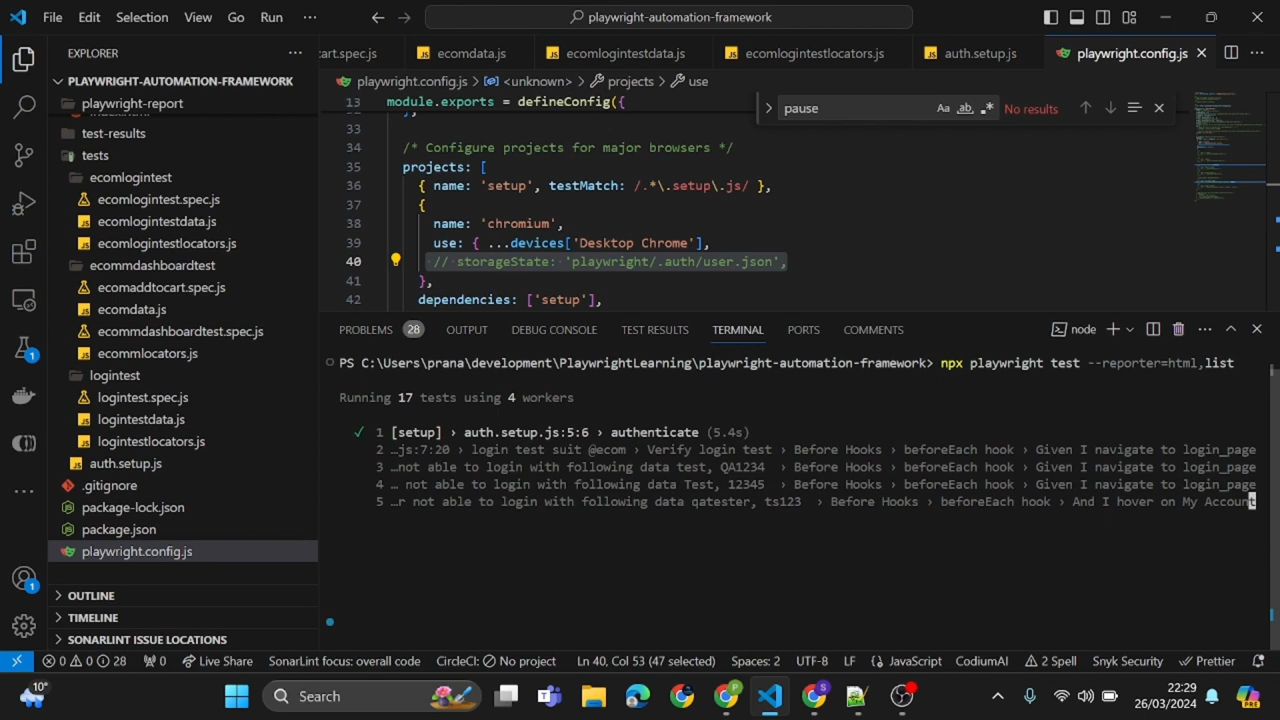 File Edit Selection View Go Run playwright-automation-framework
EXPLORER
cart.spec.js ecomdata.js ecomlogintestdata.js ecomlogintestlocators.js auth.setup.js playwright.config.js
PLAYWRIGHT-AUTOMATION-FRAMEWORK
playwright-report
test-results
tests
ecomlogintest
ecomlogintest.spec.js
ecomlogintestdata.js
ecomlogintestlocators.js
ecommdashboardtest
ecomaddtocart.spec.js
ecomdata.js
ecommdashboardtest.spec.js
ecommlocators.js
logintest
logintest.spec.js
logintestdata.js
logintestlocators.js
auth.setup.js
.gitignore
package-lock.json
package.json
playwright.config.js
OUTLINE
TIMELINE
SONARLINT ISSUE LOCATIONS
playwright.config.js > <unknown> > projects > use
pause Aa ab No results
13 module.exports = defineConfig({
33
34 /* Configure projects for major browsers */
35 projects: [
36 { name: 'setup', testMatch: /.*\.setup\.js/ },
37 {
38 name: 'chromium',
39 use: { ...devices['Desktop Chrome'],
40 // storageState: 'playwright/.auth/user.json',
41 },
42 dependencies: ['setup'],
PROBLEMS 28 OUTPUT DEBUG CONSOLE TEST RESULTS TERMINAL PORTS COMMENTS node
PS C:\Users\prana\development\PlaywrightLearning\playwright-automation-framework> npx playwright test --reporter=html,list
Running 17 tests using 4 workers
✓ 1 [setup] › auth.setup.js:5:6 › authenticate (5.4s)
2 …js:7:20 › login test suit @ecom › Verify login test › Before Hooks › beforeEach hook › Given I navigate to login_page
3 …not able to login with following data test, QA1234 › Before Hooks › beforeEach hook › Given I navigate to login_page
4 … not able to login with following data Test, 12345 › Before Hooks › beforeEach hook › Given I navigate to login_page
5 …r not able to login with following data qatester, ts123 › Before Hooks › beforeEach hook › And I hover on My Account
0 0 28 0 Live Share SonarLint focus: overall code CircleCI: No project Ln 40, Col 53 (47 selected) Spaces: 2 UTF-8 LF JavaScript CodiumAI 2 Spell Snyk Security Prettier
10° Search 22:29
26/03/2024